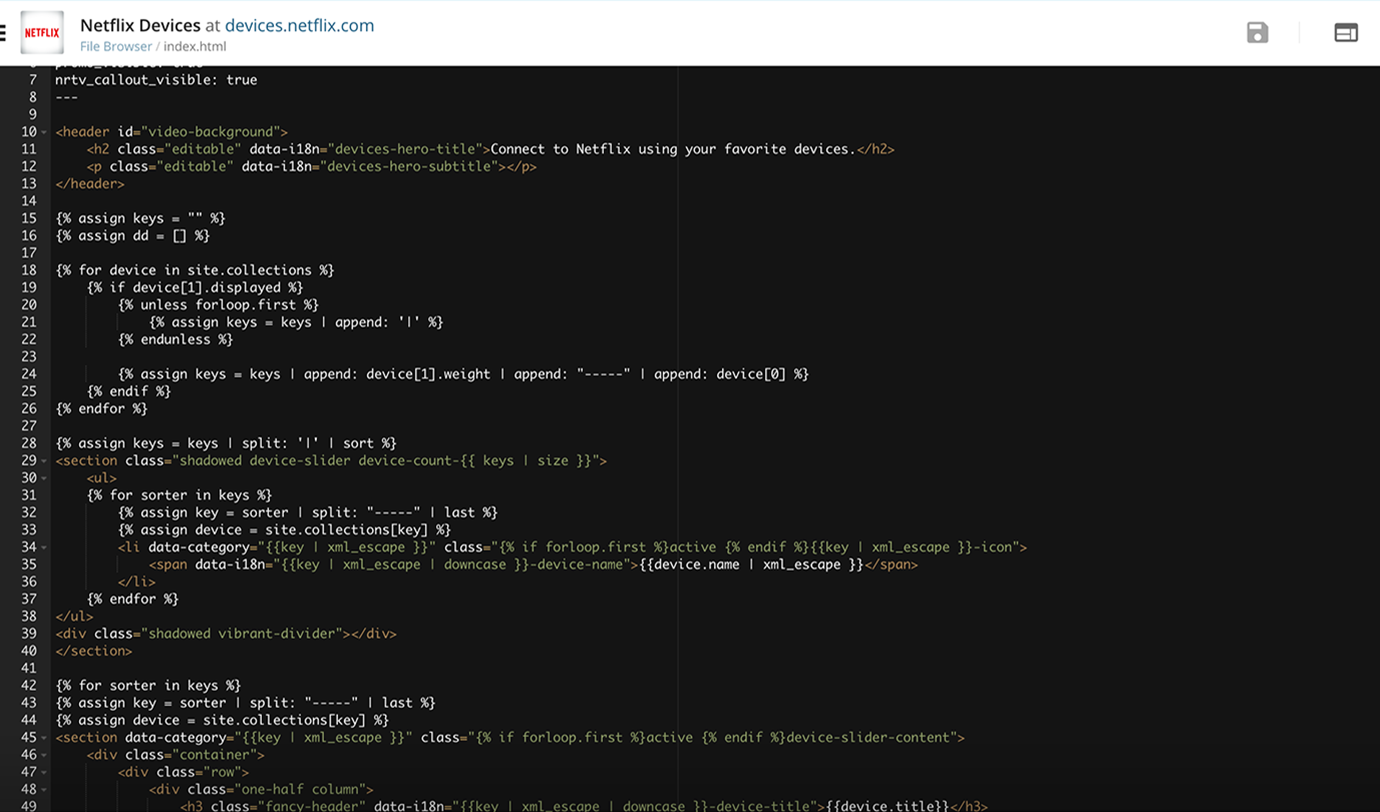 NETFLIX
Netflix Devices at devices.netflix.com
File Browser / index.html
7 nrtv_callout_visible: true
8 ---
9
10 <header id="video-background">
11 <h2 class="editable" data-i18n="devices-hero-title">Connect to Netflix using your favorite devices.</h2>
12 <p class="editable" data-i18n="devices-hero-subtitle"></p>
13 </header>
14
15 {% assign keys = "" %}
16 {% assign dd = [] %}
17
18 {% for device in site.collections %}
19 {% if device[1].displayed %}
20 {% unless forloop.first %}
21 {% assign keys = keys | append: '|' %}
22 {% endunless %}
23
24 {% assign keys = keys | append: device[1].weight | append: "-----" | append: device[0] %}
25 {% endif %}
26 {% endfor %}
27
28 {% assign keys = keys | split: '|' | sort %}
29 <section class="shadowed device-slider device-count-{{ keys | size }}">
30 <ul>
31 {% for sorter in keys %}
32 {% assign key = sorter | split: "-----" | last %}
33 {% assign device = site.collections[key] %}
34 <li data-category="{{key | xml_escape }}" class="{% if forloop.first %}active {% endif %}{{key | xml_escape }}-icon">
35 <span data-i18n="{{key | xml_escape | downcase }}-device-name">{{device.name | xml_escape }}</span>
36 </li>
37 {% endfor %}
38 </ul>
39 <div class="shadowed vibrant-divider"></div>
40 </section>
41
42 {% for sorter in keys %}
43 {% assign key = sorter | split: "-----" | last %}
44 {% assign device = site.collections[key] %}
45 <section data-category="{{key | xml_escape }}" class="{% if forloop.first %}active {% endif %}device-slider-content">
46 <div class="container">
47 <div class="row">
48 <div class="one-half column">
49 <h3 class="fancy-header" data-i18n="{{key | xml_escape | downcase }}-device-title">{{device.title}}</h3>